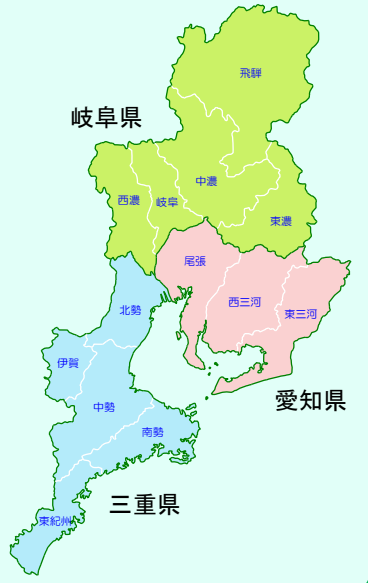 飛騨
岐阜県
中濃
西濃
岐阜
東濃
尾張
北勢
西三河
東三河
伊賀
中勢
愛知県
南勢
三重県
東紀州